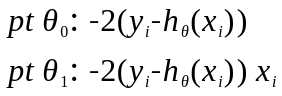 pt θ₀: -2(yᵢ-h_θ(xᵢ))
pt θ₁: -2(yᵢ-h_θ(xᵢ)) xᵢ